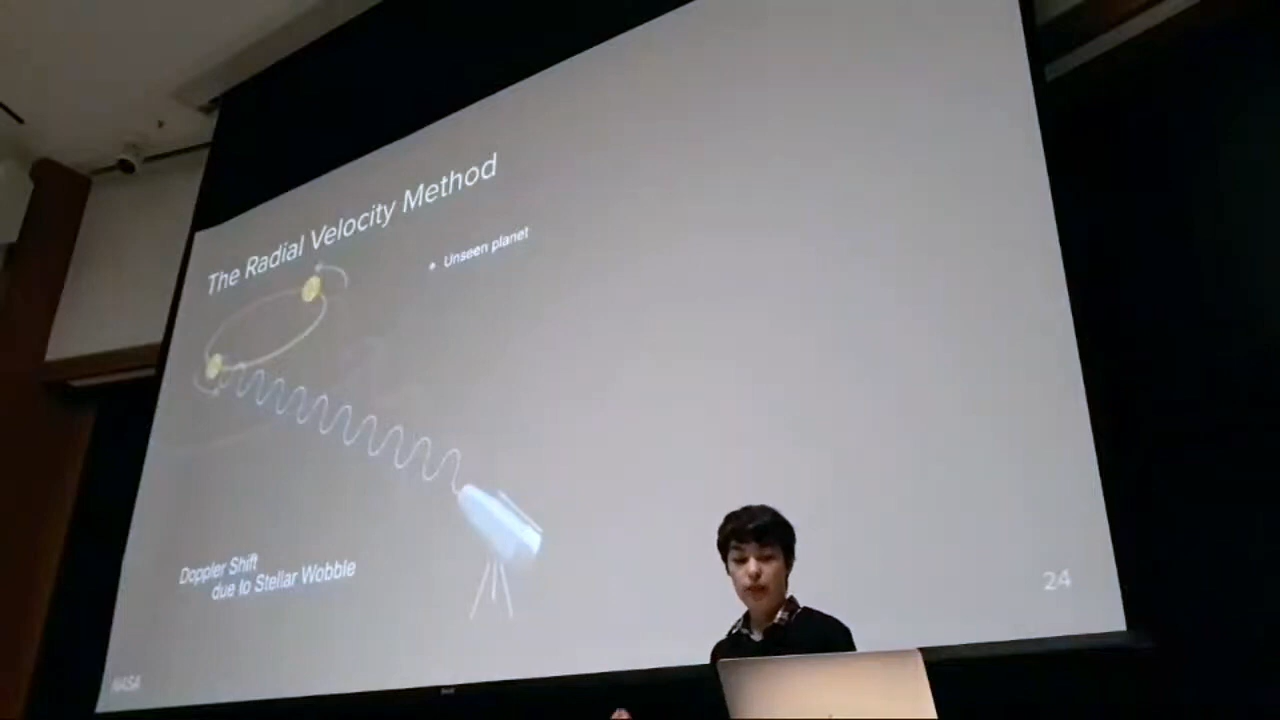 The Radial Velocity Method
• Unseen planet
Doppler Shift
due to Stellar Wobble
NASA
24